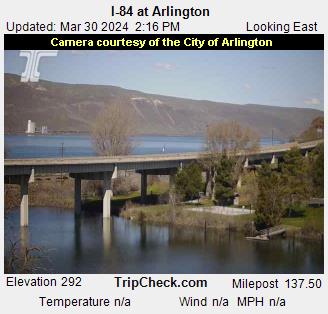 I-84 at Arlington
Updated: Mar 30 2024 2:16 PM Looking East
Camera courtesy of the City of Arlington
Elevation 292 TripCheck.com Milepost 137.50
Temperature n/a Wind n/a MPH n/a